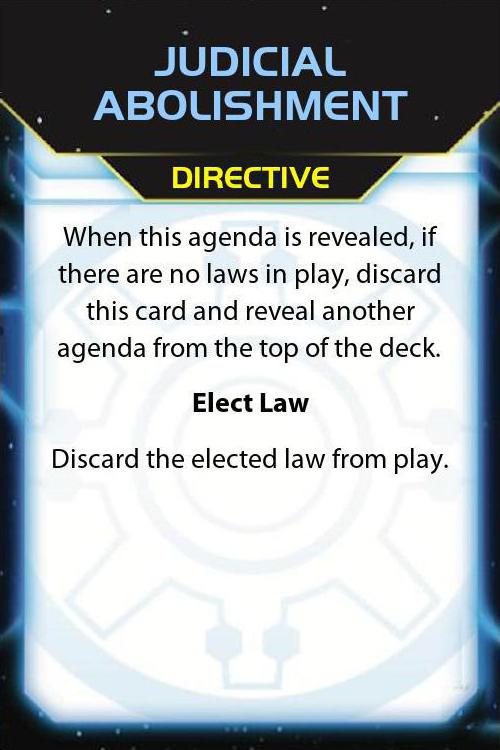 JUDICIAL
ABOLISHMENT
DIRECTIVE
When this agenda is revealed, if
there are no laws in play, discard
this card and reveal another
agenda from the top of the deck.
Elect Law
Discard the elected law from play.